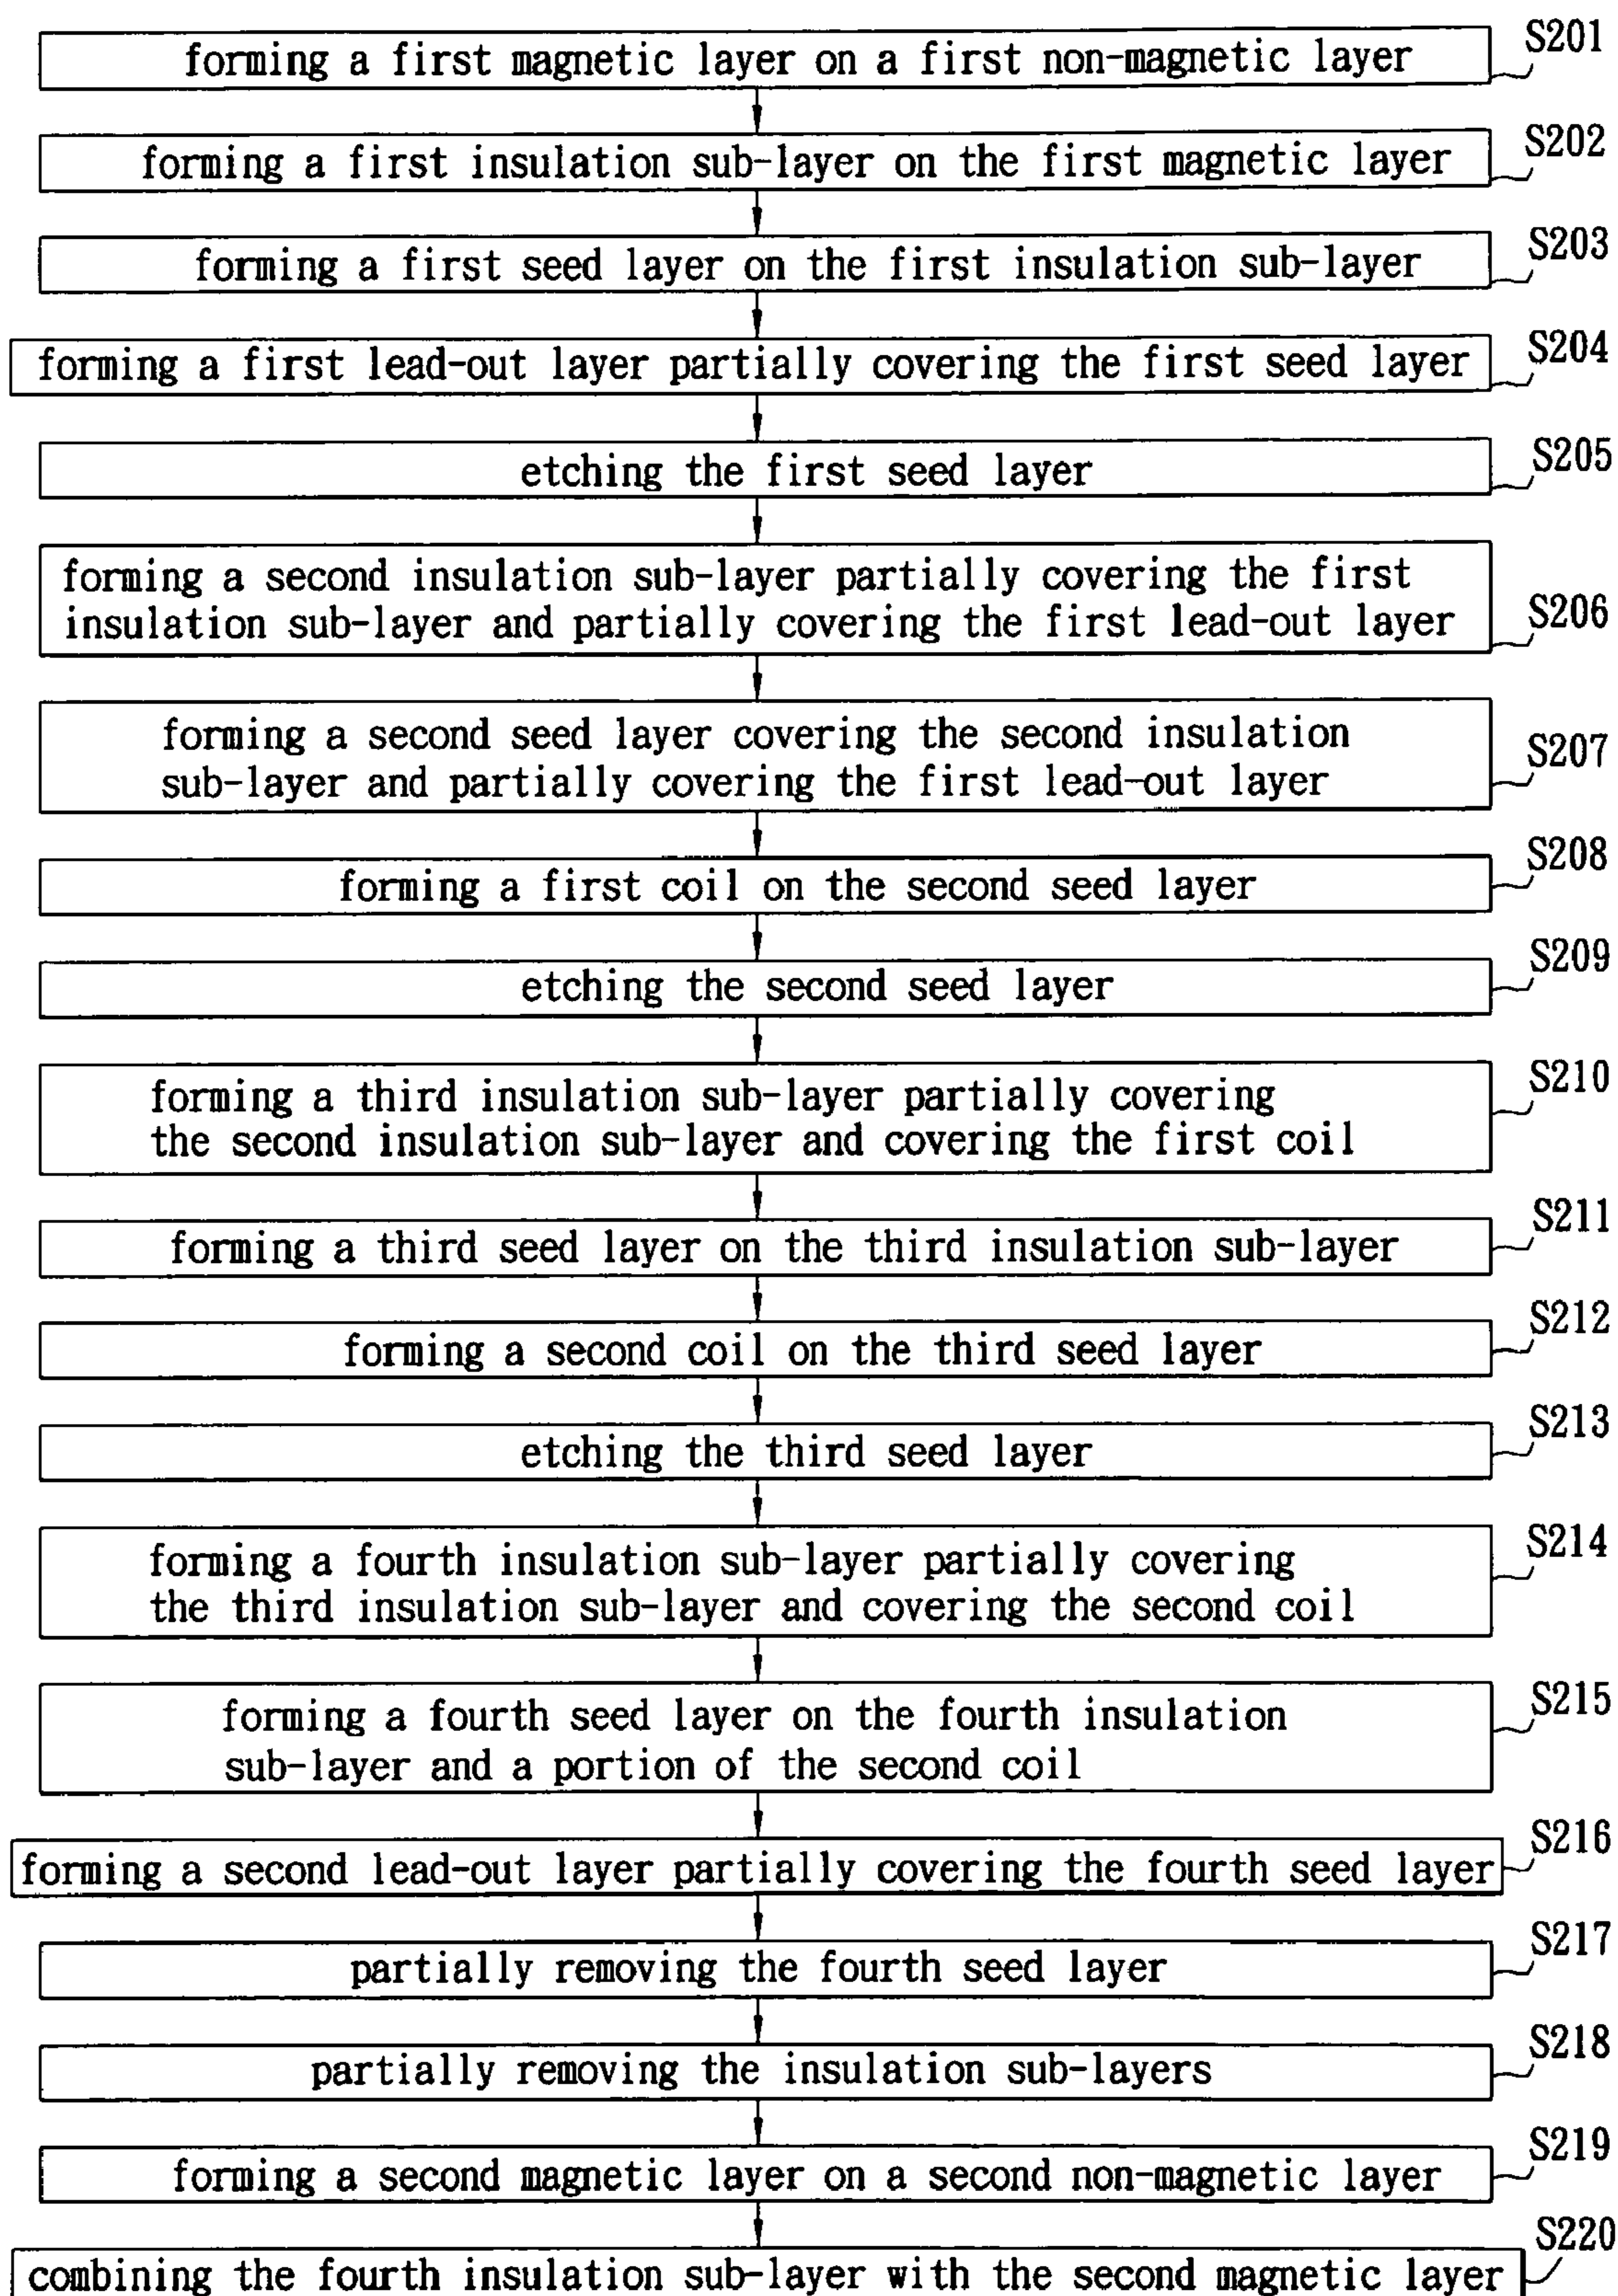 forming a first magnetic layer on a first non-magnetic layer
S201
forming a first insulation sub-layer on the first magnetic layer
S202
forming a first seed layer on the first insulation sub-layer
S203
forming a first lead-out layer partially covering the first seed layer
S204
etching the first seed layer
S205
forming a second insulation sub-layer partially covering the first
insulation sub-layer and partially covering the first lead-out layer
S206
forming a second seed layer covering the second insulation
sub-layer and partially covering the first lead-out layer
S207
forming a first coil on the second seed layer
S208
etching the second seed layer
S209
forming a third insulation sub-layer partially covering
the second insulation sub-layer and covering the first coil
S210
forming a third seed layer on the third insulation sub-layer
S211
forming a second coil on the third seed layer
S212
etching the third seed layer
S213
forming a fourth insulation sub-layer partially covering
the third insulation sub-layer and covering the second coil
S214
forming a fourth seed layer on the fourth insulation
sub-layer and a portion of the second coil
S215
forming a second lead-out layer partially covering the fourth seed layer
S216
partially removing the fourth seed layer
S217
partially removing the insulation sub-layers
S218
forming a second magnetic layer on a second non-magnetic layer
S219
combining the fourth insulation sub-layer with the second magnetic layer
S220